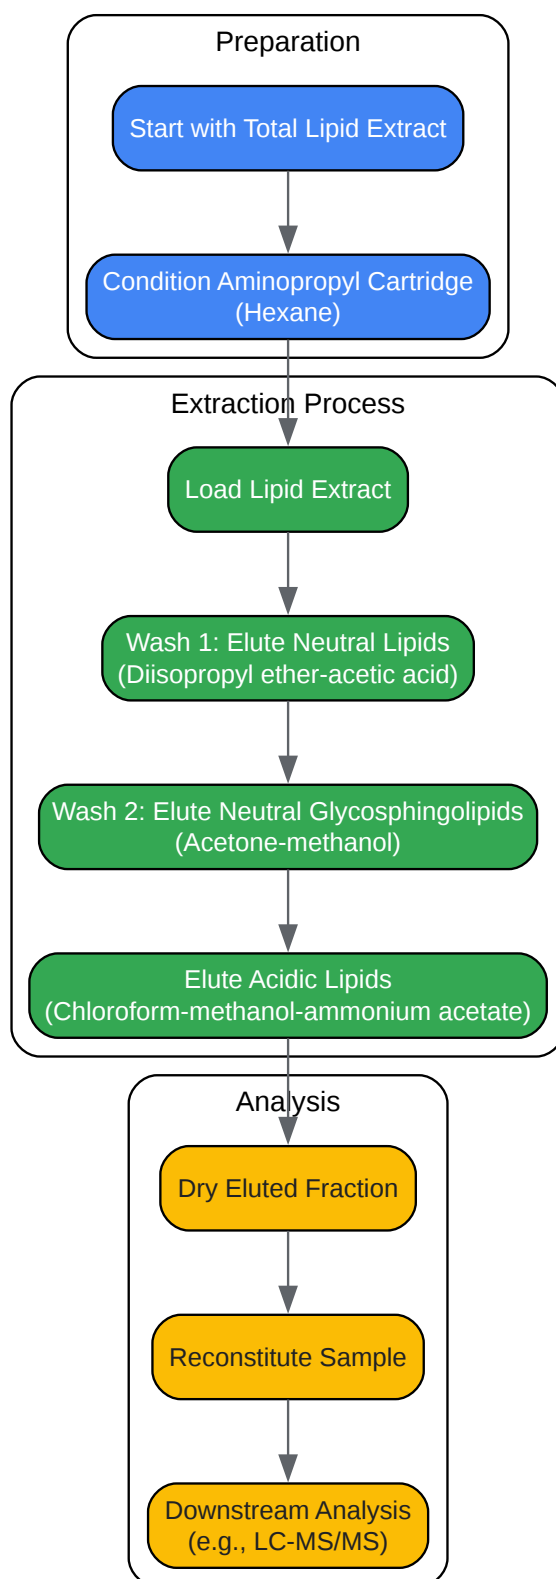 Preparation
Start with Total Lipid Extract
Condition Aminopropyl Cartridge
(Hexane)
Extraction Process
Load Lipid Extract
Wash 1: Elute Neutral Lipids
(Diisopropyl ether-acetic acid)
Wash 2: Elute Neutral Glycosphingolipids
(Acetone-methanol)
Elute Acidic Lipids
(Chloroform-methanol-ammonium acetate)
Analysis
Dry Eluted Fraction
Reconstitute Sample
Downstream Analysis
(e.g., LC-MS/MS)